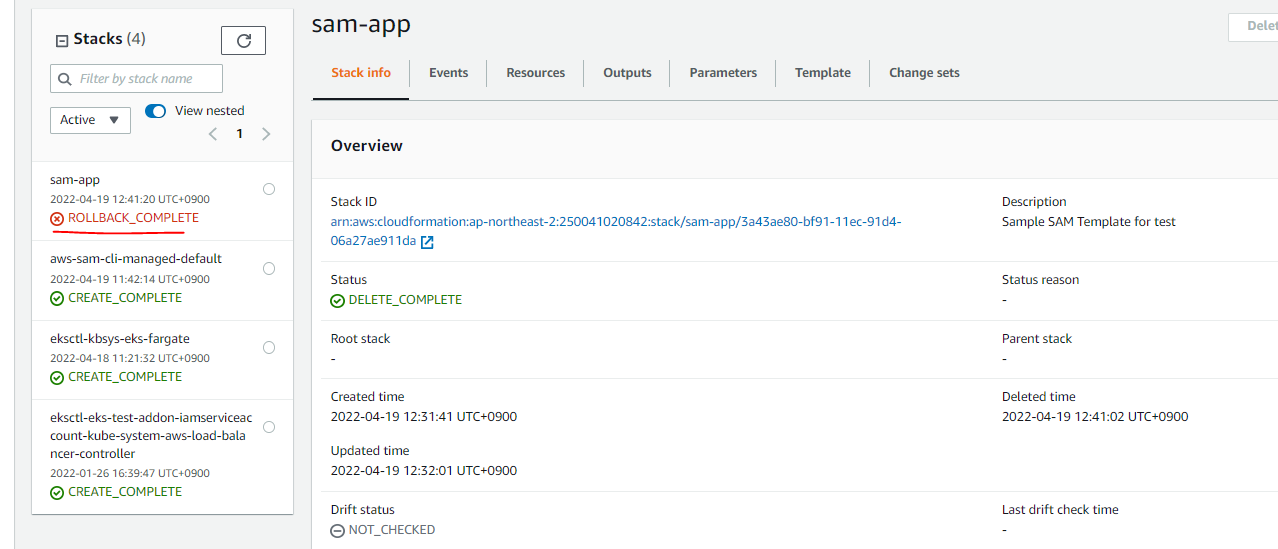 Stacks (4)
Filter by stack name
Active
View nested
1
sam-app
2022-04-19 12:41:20 UTC+0900
ROLLBACK_COMPLETE
aws-sam-cli-managed-default
2022-04-19 11:42:14 UTC+0900
CREATE_COMPLETE
eksctl-kbsys-eks-fargate
2022-04-18 11:21:32 UTC+0900
CREATE_COMPLETE
eksctl-eks-test-addon-iamserviceac
count-kube-system-aws-load-bala
ncer-controller
2022-01-26 16:39:47 UTC+0900
CREATE_COMPLETE
sam-app
Delet
Stack info
Events
Resources
Outputs
Parameters
Template
Change sets
Overview
Stack ID
arn:aws:cloudformation:ap-northeast-2:250041020842:stack/sam-app/3a43ae80-bf91-11ec-91d4-
06a27ae911da
Description
Sample SAM Template for test
Status
DELETE_COMPLETE
Status reason
-
Root stack
-
Parent stack
-
Created time
2022-04-19 12:31:41 UTC+0900
Deleted time
2022-04-19 12:41:02 UTC+0900
Updated time
2022-04-19 12:32:01 UTC+0900
Drift status
NOT_CHECKED
Last drift check time
-